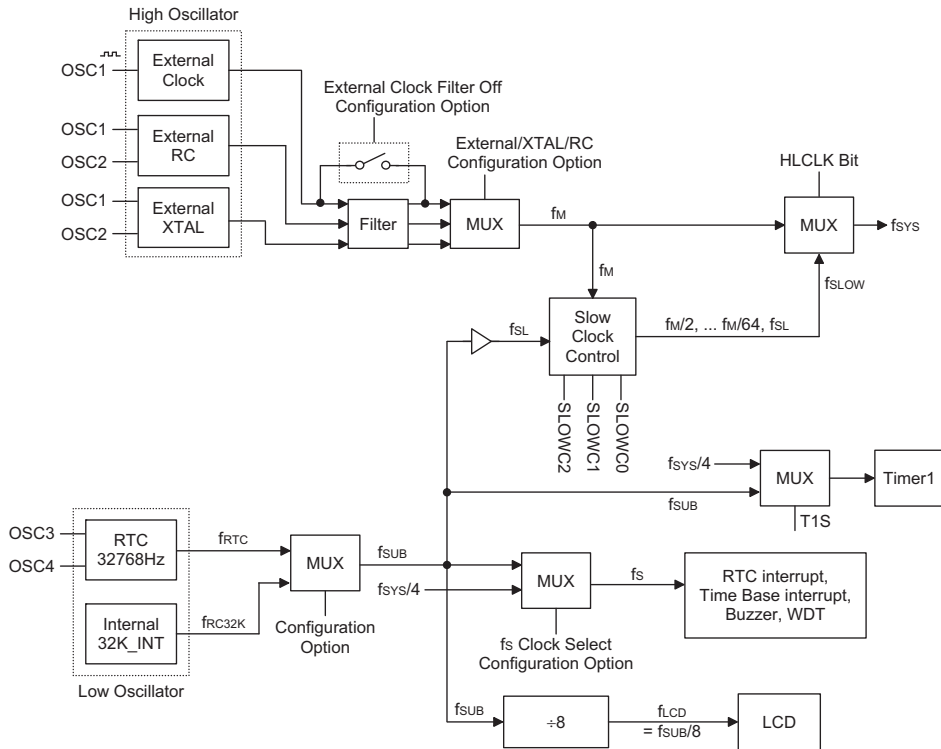 High Oscillator
OSC1
External
Clock
OSC1
OSC2
External
RC
OSC1
OSC2
External
XTAL
External Clock Filter Off
Configuration Option
Filter
External/XTAL/RC
Configuration Option
MUX
fM
HLCLK Bit
MUX
fSYS
fM
fSLOW
fSL
Slow
Clock
Control
fM/2, ... fM/64, fSL
SLOWC2
SLOWC1
SLOWC0
fSYS/4
fSUB
MUX
T1S
Timer1
OSC3
OSC4
RTC
32768Hz
fRTC
MUX
fSUB
Internal
32K_INT
fRC32K
Configuration
Option
Low Oscillator
fSYS/4
MUX
fS
fS Clock Select
Configuration Option
RTC interrupt,
Time Base interrupt,
Buzzer, WDT
fSUB
÷8
fLCD
= fSUB/8
LCD